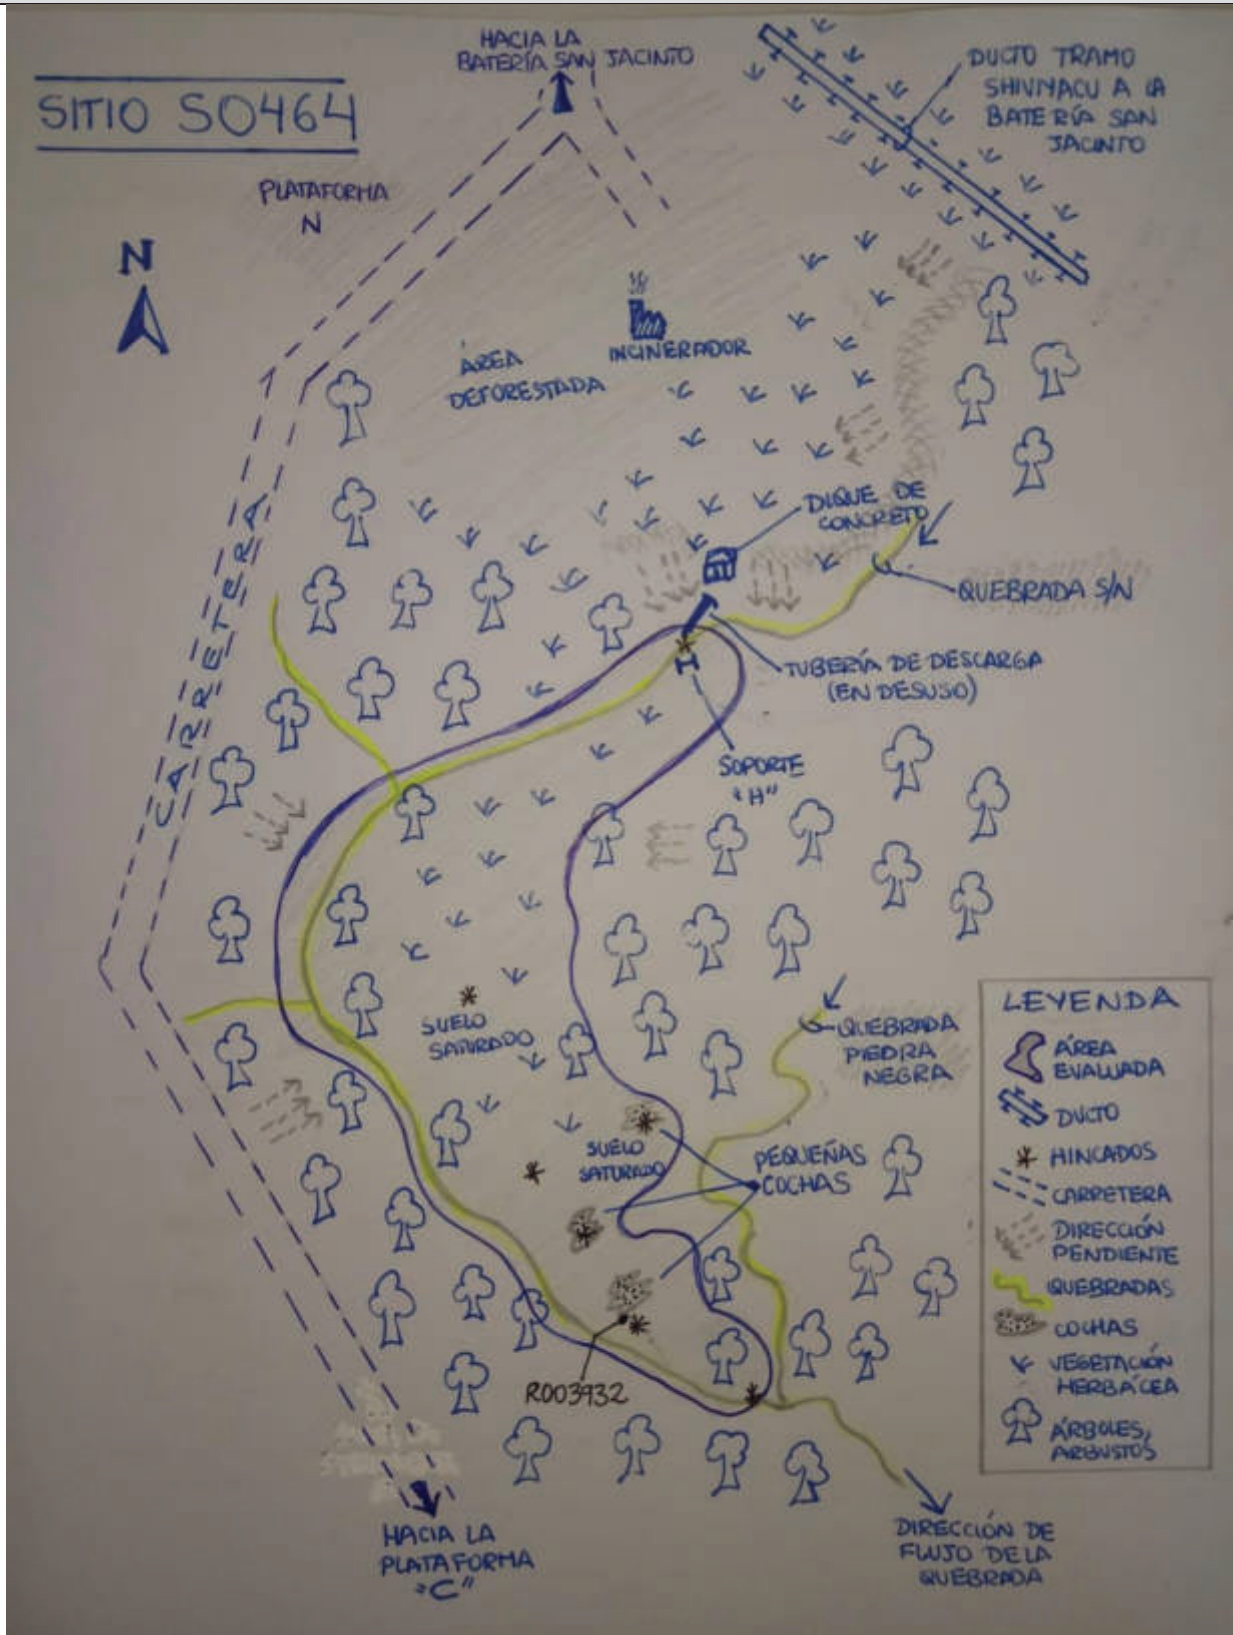 HACIA LA
BATERÍA SAN JACINTO
DUCTO TRAMO
SHIVIYACU A LA
BATERÍA SAN
JACINTO
SITIO S0464
PLATAFORMA
N
N
INCINERADOR
ÁREA
DEFORESTADA
CARRETERA
DIQUE DE
CONCRETO
QUEBRADA S/N
TUBERÍA DE DESCARGA
(EN DESUSO)
SOPORTE
"H"
SUELO
SATURADO
QUEBRADA
PIEDRA
NEGRA
SUELO
SATURADO
PEQUEÑAS
COCHAS
R003932
HACIA LA
PLATAFORMA
"C"
DIRECCIÓN DE
FLUJO DE LA
QUEBRADA
LEYENDA
ÁREA
EVALUADA
DUCTO
HINCADOS
CARRETERA
DIRECCIÓN
PENDIENTE
QUEBRADAS
COCHAS
VEGETACIÓN
HERBÁCEA
ÁRBOLES,
ARBUSTOS